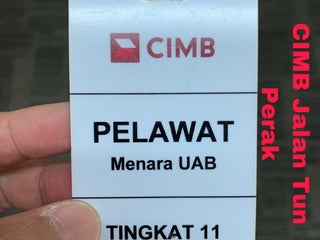 CIMB
PELAWAT
Menara UAB
TINGKAT 11
CIMB Jalan Tun
Perak